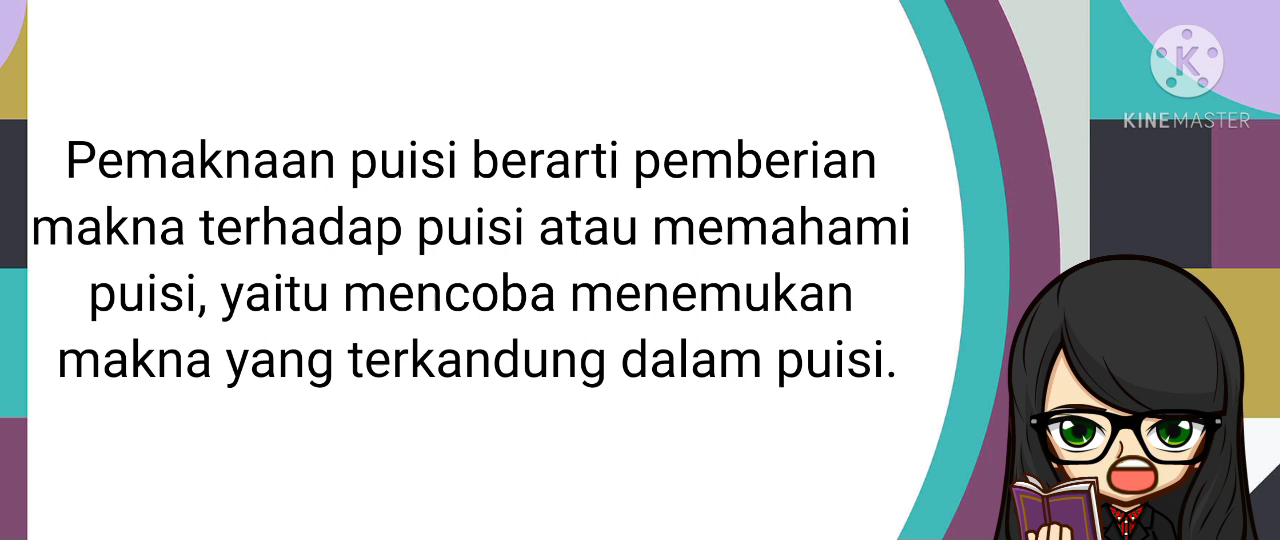 Pemaknaan puisi berarti pemberian
makna terhadap puisi atau memahami
puisi, yaitu mencoba menemukan
makna yang terkandung dalam puisi.
K
KINEMASTER